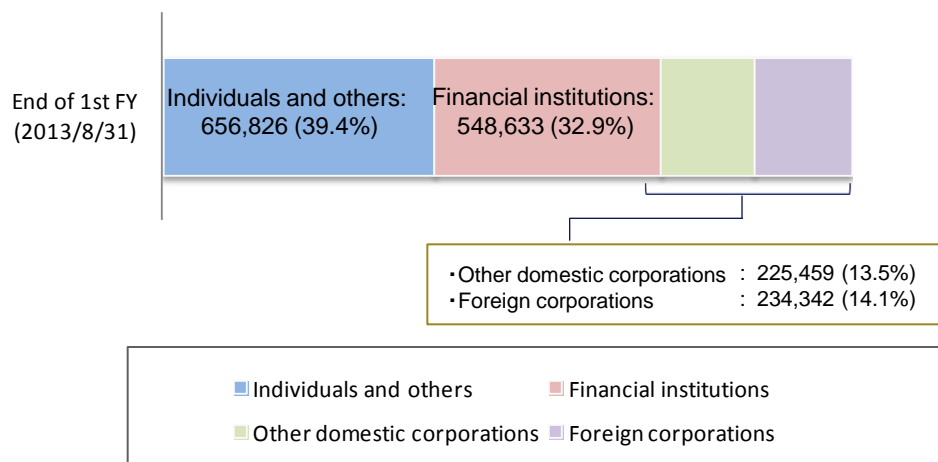 End of 1st FY
(2013/8/31)
Individuals and others:
656,826 (39.4%)
Financial institutions:
548,633 (32.9%)
・Other domestic corporations : 225,459 (13.5%)
・Foreign corporations : 234,342 (14.1%)
Individuals and others
Financial institutions
Other domestic corporations
Foreign corporations